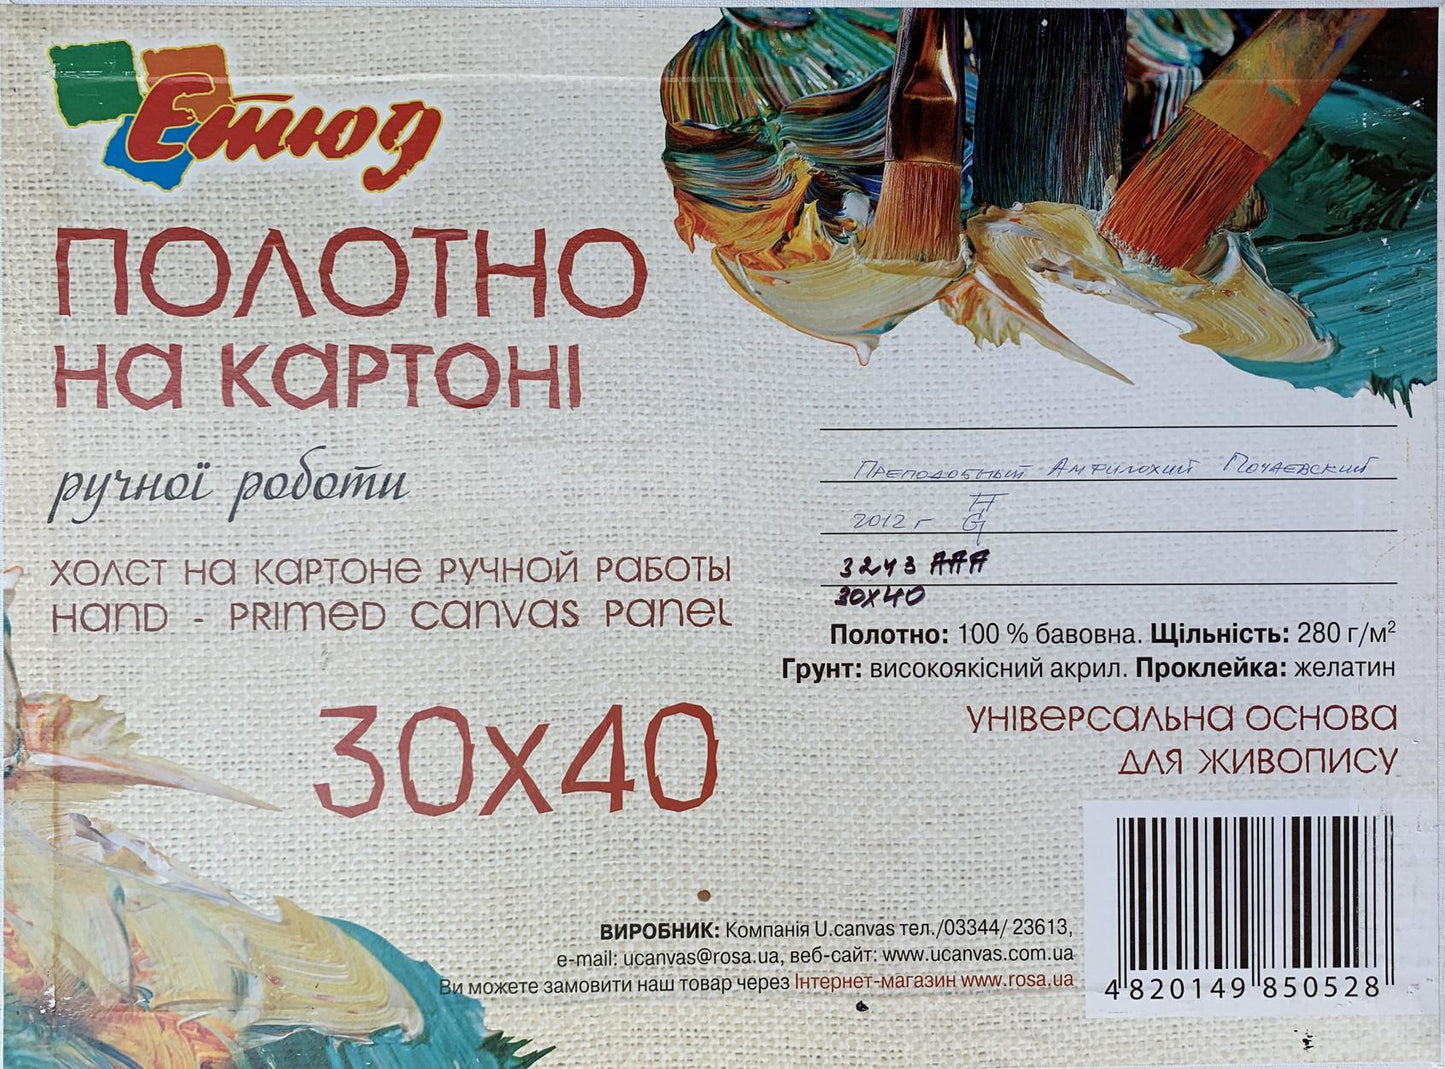 Етюд
ПОЛОТНО
НА КАРТОНІ
ручної роботи
ХОЛСТ НА КАРТОНЕ РУЧНОЙ РАБОТЫ
HAND - PRIMED CANVAS PANEL
30х40
Преподобный Амфилохий Почаевский
2012 г
3243 AAA
30х40
Полотно: 100 % бавовна. Щільність: 280 г/м²
Грунт: високоякісний акрил. Проклейка: желатин
УНІВЕРСАЛЬНА ОСНОВА
ДЛЯ ЖИВОПИСУ
ВИРОБНИК: Компанія U.canvas тел./03344/ 23613,
e-mail: ucanvas@rosa.ua, веб-сайт: www.ucanvas.com.ua
Ви можете замовити наш товар через Інтернет-магазин www.rosa.ua
4 820149 850528